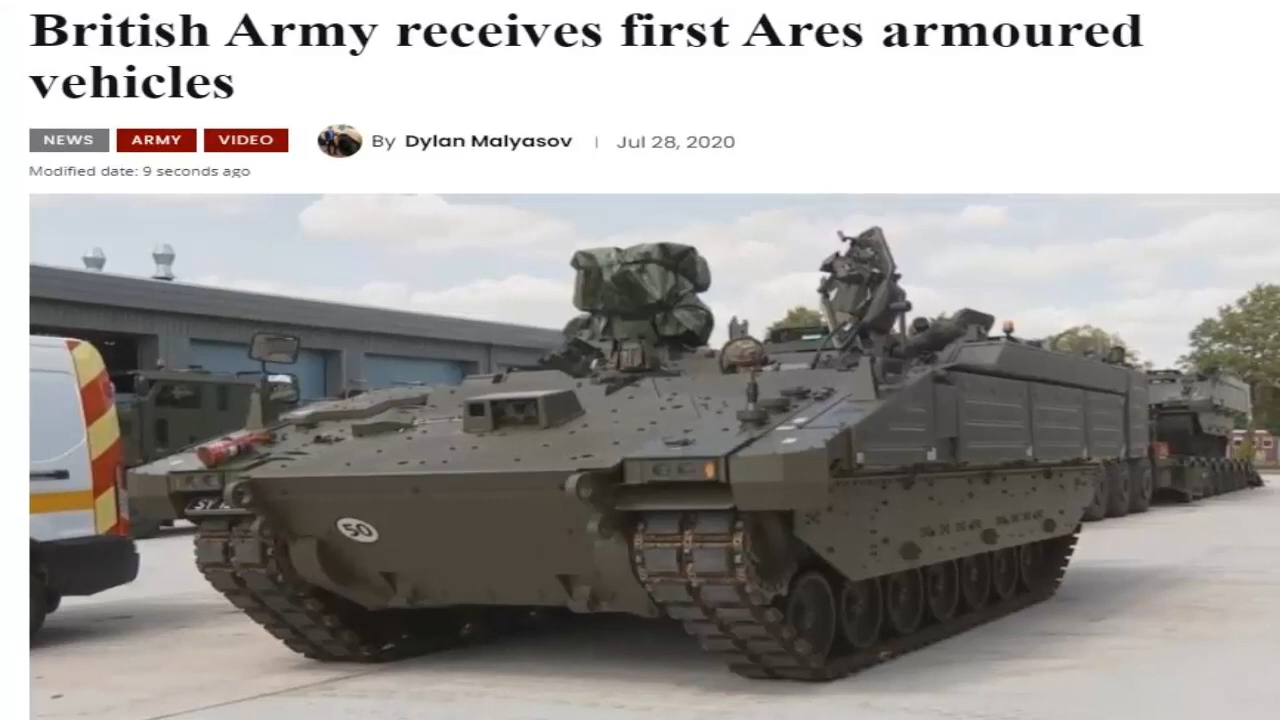 British Army receives first Ares armoured
vehicles
NEWS ARMY VIDEO By Dylan Malyasov | Jul 28, 2020
Modified date: 9 seconds ago
50